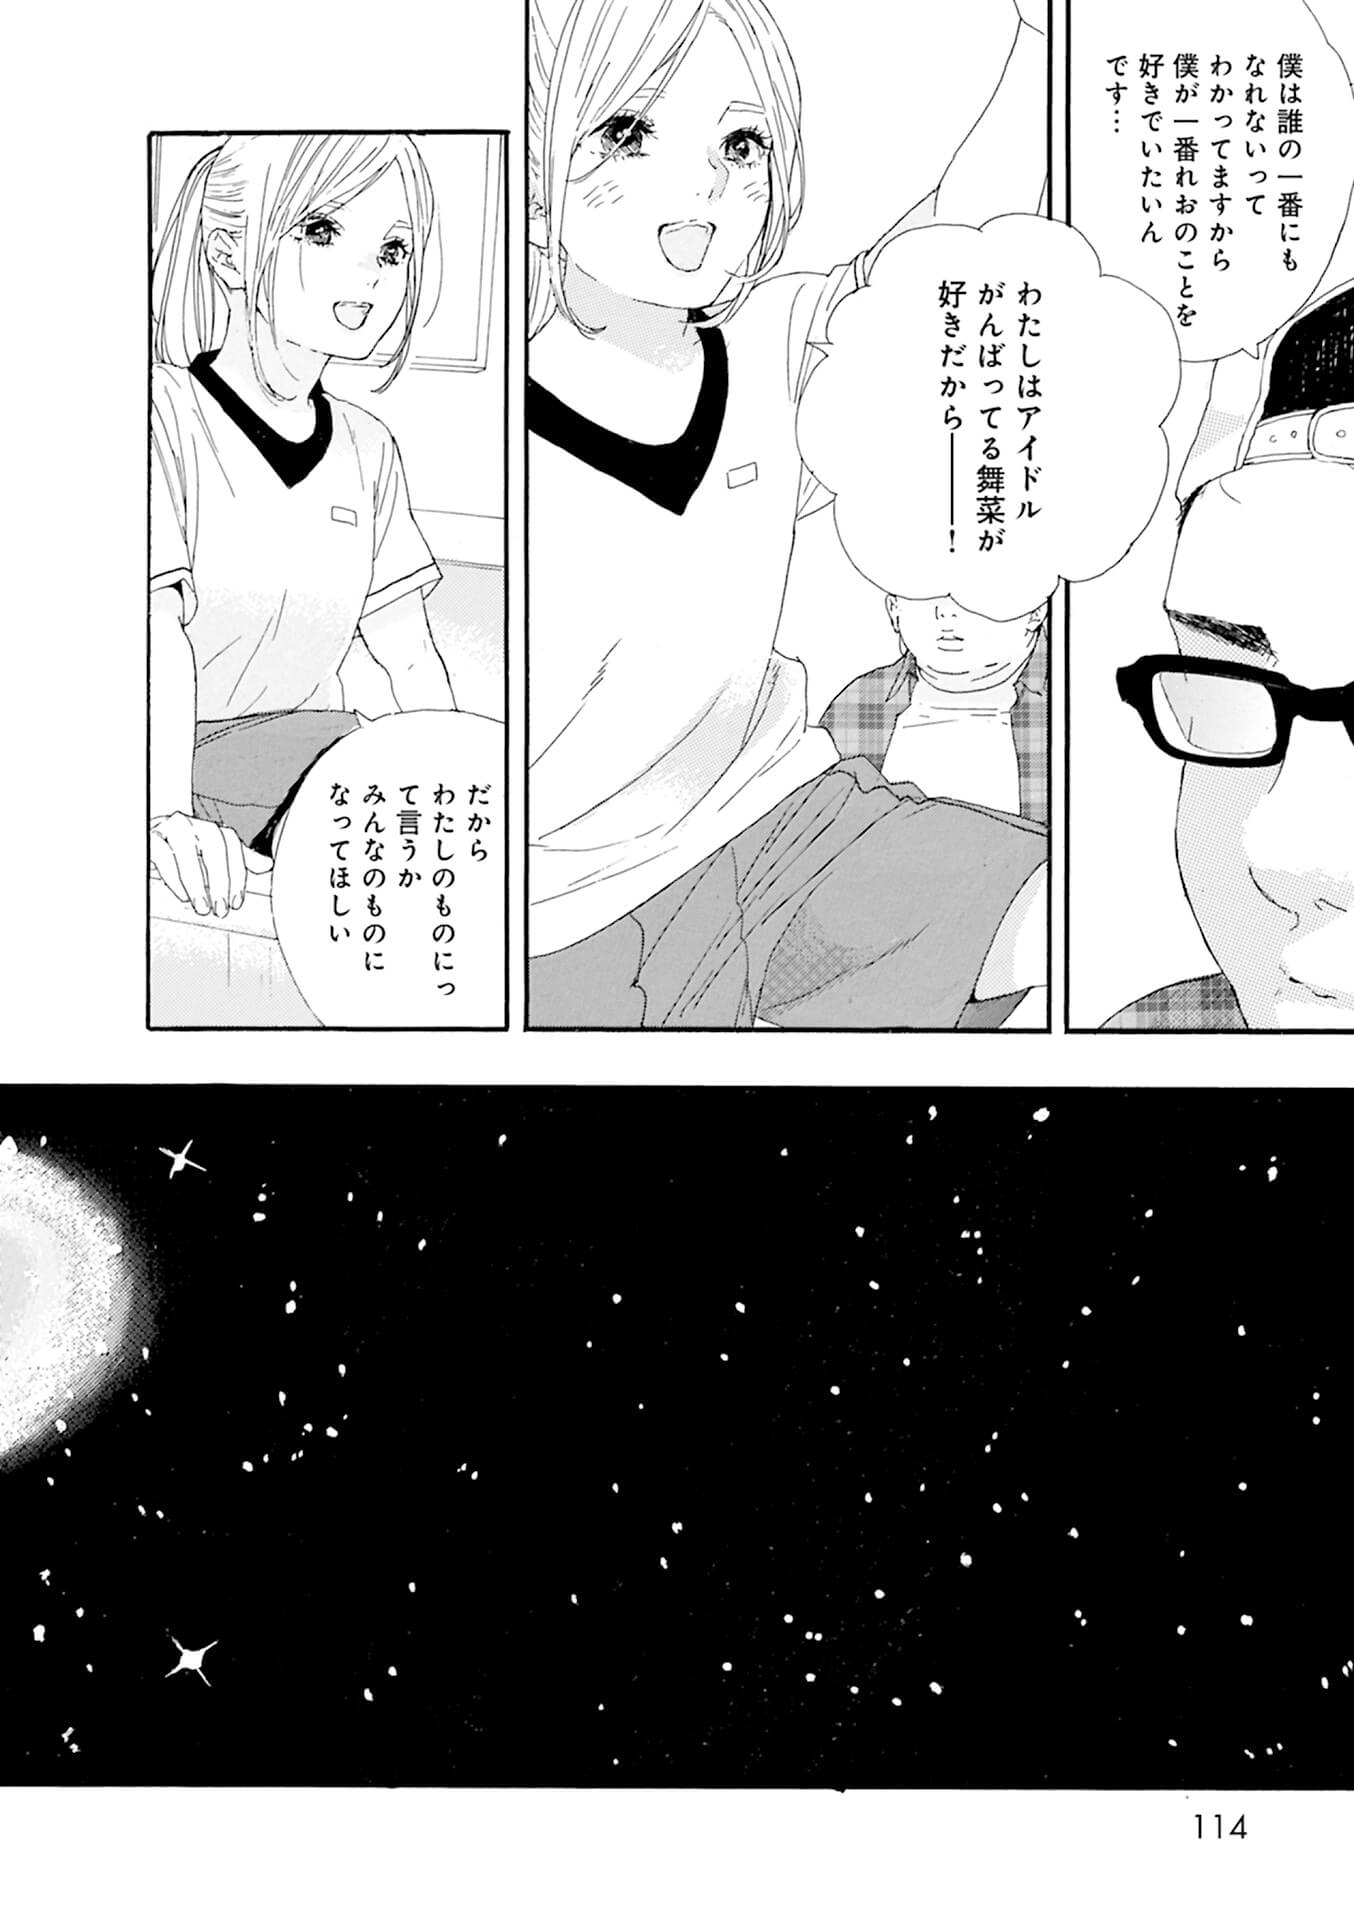 僕は誰の一番にも
なれないって
わかってますから
僕が一番れおのことを
好きでいたいん
です…
わたしはアイドル
がんばってる舞菜が
好きだから───！
だから
わたしのものにっ
て言うか
みんなのものに
なってほしい
114